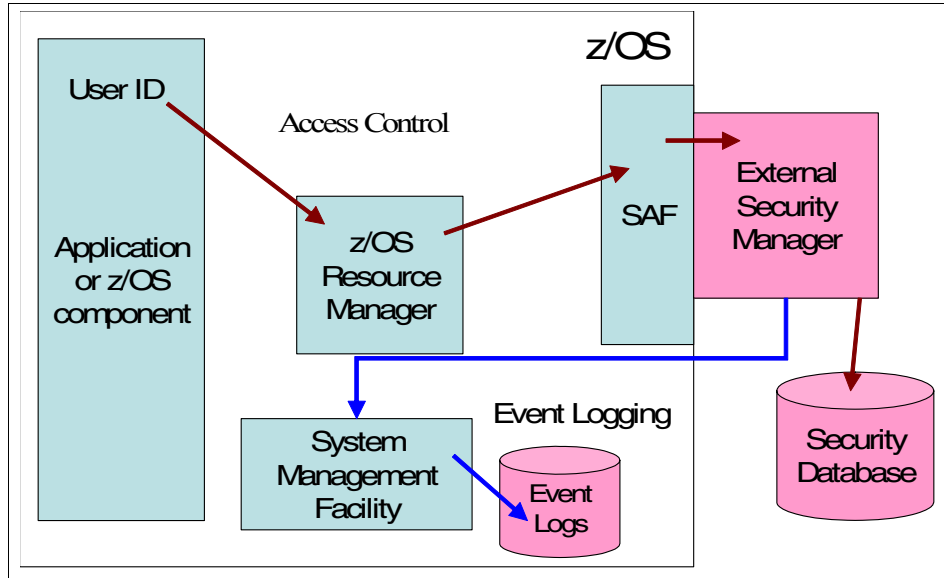 z/OS
User ID
Access Control
Application
or z/OS
component
z/OS
Resource
Manager
SAF
External
Security
Manager
Event Logging
System
Management
Facility
Event
Logs
Security
Database